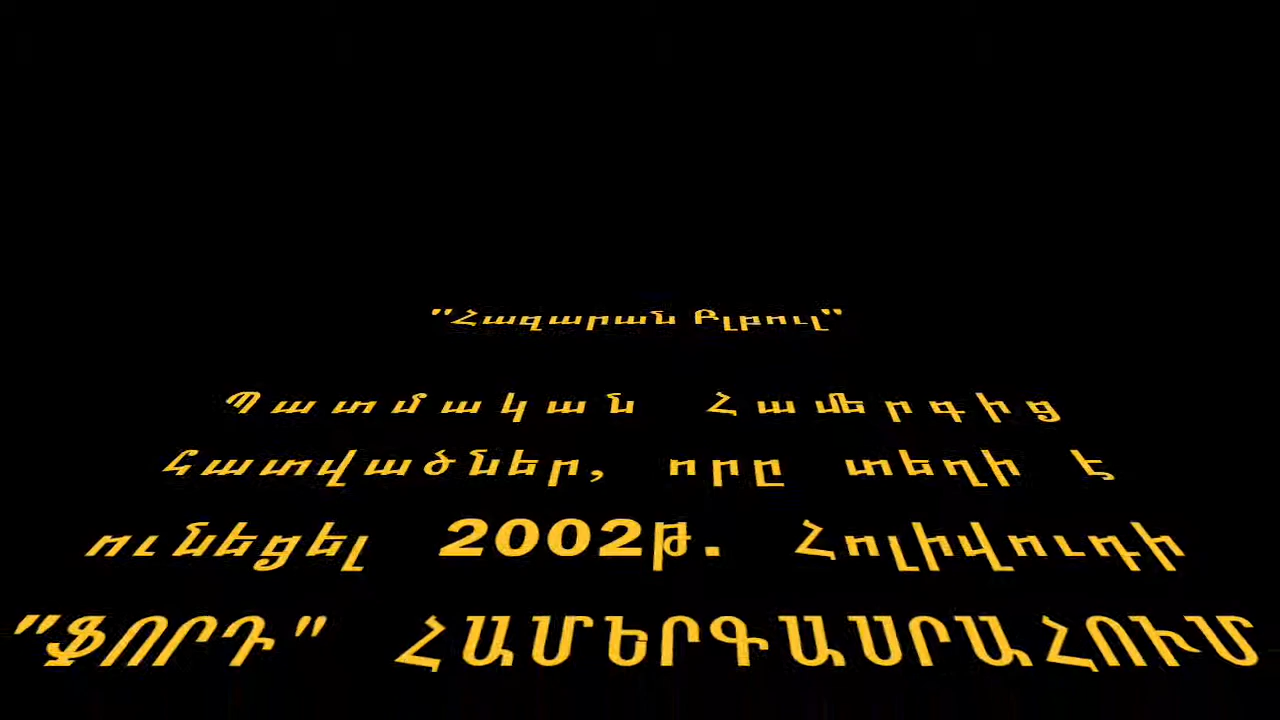 "Հազարան Բլբուլ"
Պատմական Համերգից
հատվածներ, որը տեղի է
ունեցել 2002թ. Հոլիվուդի
"ՖՈՐԴ" ՀԱՄԵՐԳԱՍՐԱՀՈՒՄ